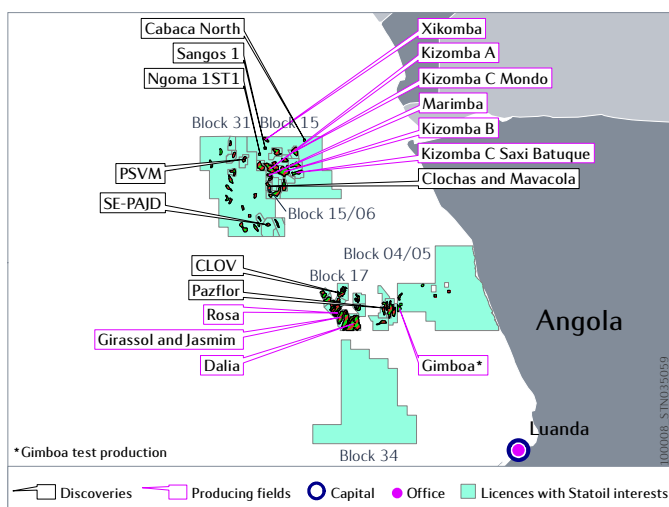 Cabaca North
Sangos 1
Ngoma 1ST1
Xikomba
Kizomba A
Kizomba C Mondo
Marimba
Kizomba B
Kizomba C Saxi Batuque
Clochas and Mavacola
Block 31
Block 15
PSVM
SE-PAJD
Block 15/06
Block 04/05
CLOV
Block 17
Pazflor
Rosa
Girassol and Jasmim
Dalia
Gimboa*
Angola
Luanda
Block 34
*Gimboa test production
100008_STN035059
Discoveries
Producing fields
Capital
Office
Licences with Statoil interests